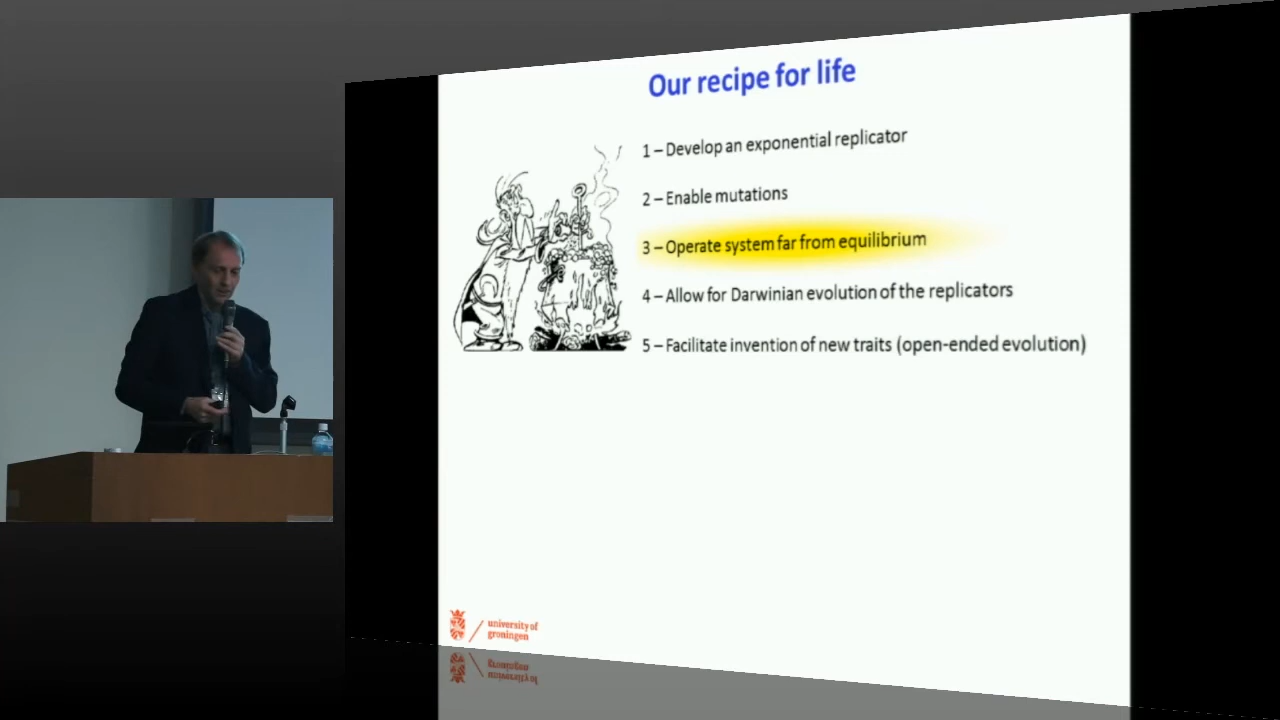 Our recipe for life
1 – Develop an exponential replicator
2 – Enable mutations
3 – Operate system far from equilibrium
4 – Allow for Darwinian evolution of the replicators
5 – Facilitate invention of new traits (open-ended evolution)
university of
groningen